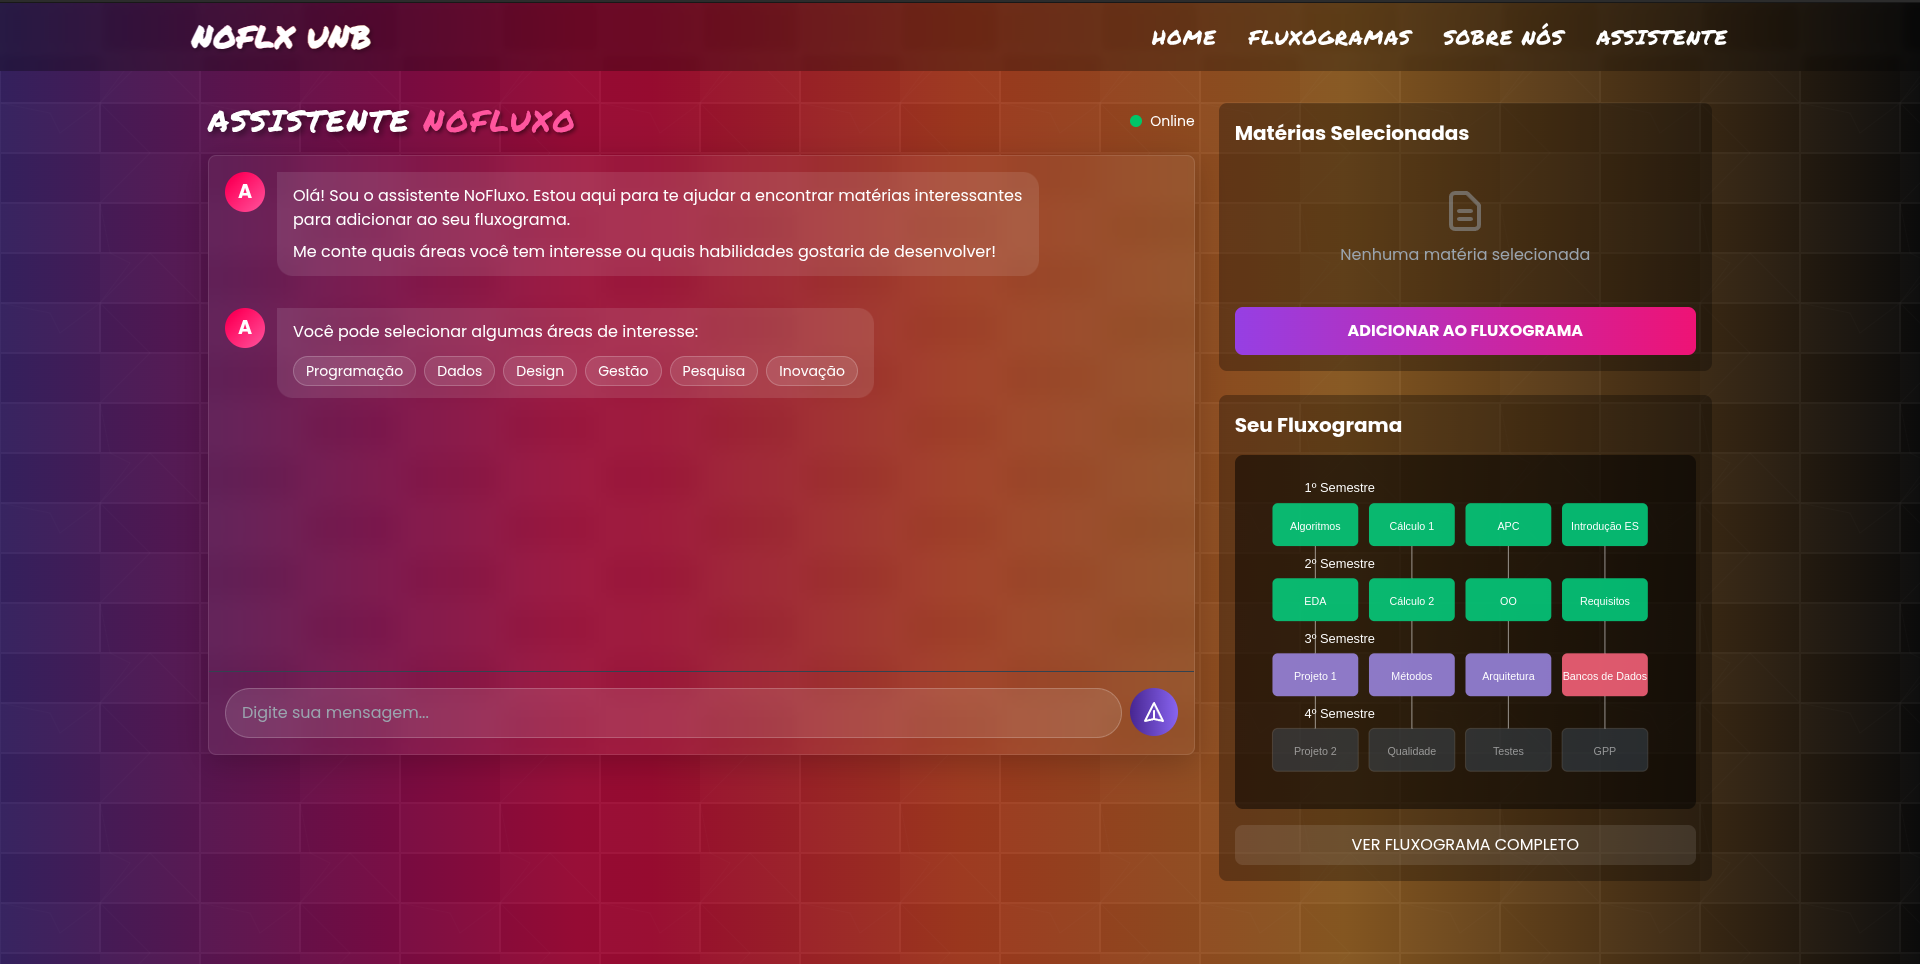 NOFLX UNB
HOME FLUXOGRAMAS SOBRE NÓS ASSISTENTE
ASSISTENTE NOFLUXO
Online
A
Olá! Sou o assistente NoFluxo. Estou aqui para te ajudar a encontrar matérias interessantes
para adicionar ao seu fluxograma.
Me conte quais áreas você tem interesse ou quais habilidades gostaria de desenvolver!
A
Você pode selecionar algumas áreas de interesse:
Programação Dados Design Gestão Pesquisa Inovação
Digite sua mensagem...
Matérias Selecionadas
Nenhuma matéria selecionada
ADICIONAR AO FLUXOGRAMA
Seu Fluxograma
1º Semestre
Algoritmos Cálculo 1 APC Introdução ES
2º Semestre
EDA Cálculo 2 OO Requisitos
3º Semestre
Projeto 1 Métodos Arquitetura Bancos de Dados
4º Semestre
Projeto 2 Qualidade Testes GPP
VER FLUXOGRAMA COMPLETO